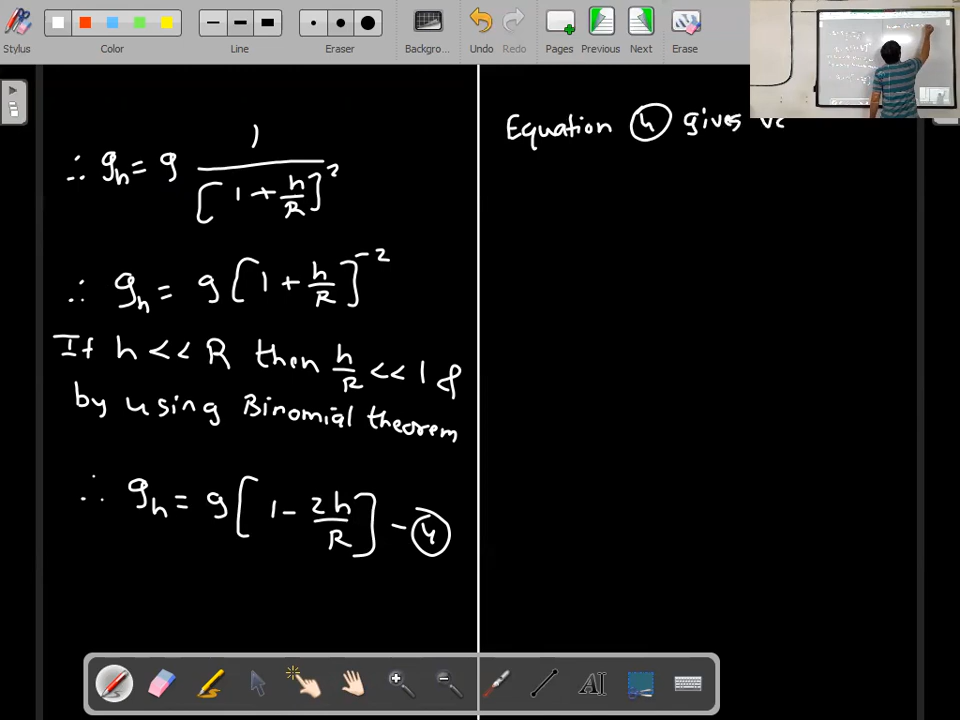 Stylus
Color
Line
Eraser
Backgro...
Undo
Redo
Pages
Previous
Next
Erase
∴ gh = g 1 / [1 + h/R]²
∴ gh = g [1 + h/R]⁻²
If h << R then h/R << 1 &
by using Binomial theorem
∴ gh = g [1 - 2h/R] - 4
Equation 4 gives
AI